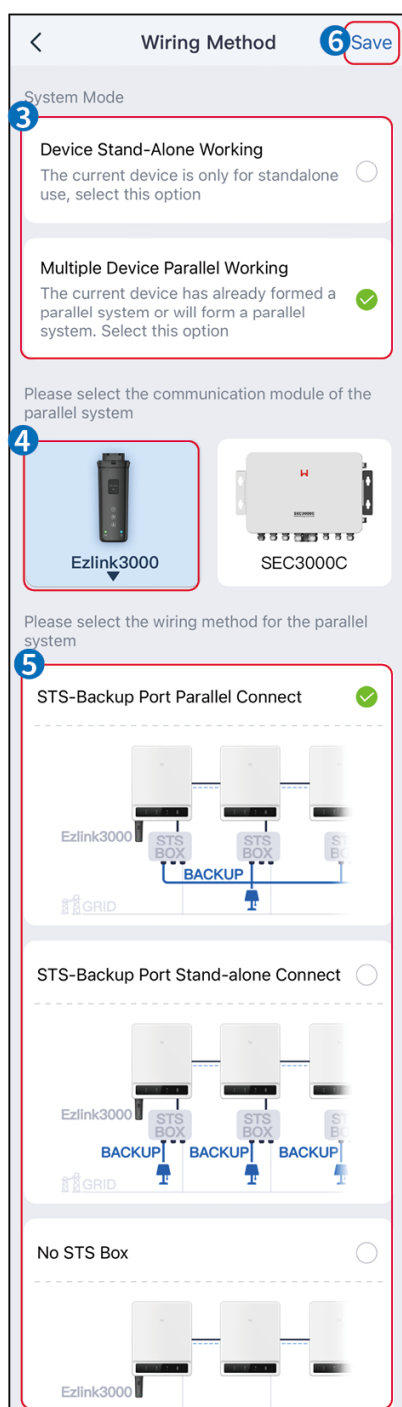 Wiring Method
6
Save
System Mode
3
Device Stand-Alone Working
The current device is only for standalone
use, select this option
Multiple Device Parallel Working
The current device has already formed a
parallel system or will form a parallel
system. Select this option
Please select the communication module of the
parallel system
4
Ezlink3000
SEC3000C
SEC3000C
Please select the wiring method for the parallel
system
5
STS-Backup Port Parallel Connect
Ezlink3000
STS
BOX
STS
BOX
BACKUP
GRID
STS-Backup Port Stand-alone Connect
Ezlink3000
STS
BOX
STS
BOX
BACKUP
BACKUP
BACKUP
GRID
No STS Box
Ezlink3000